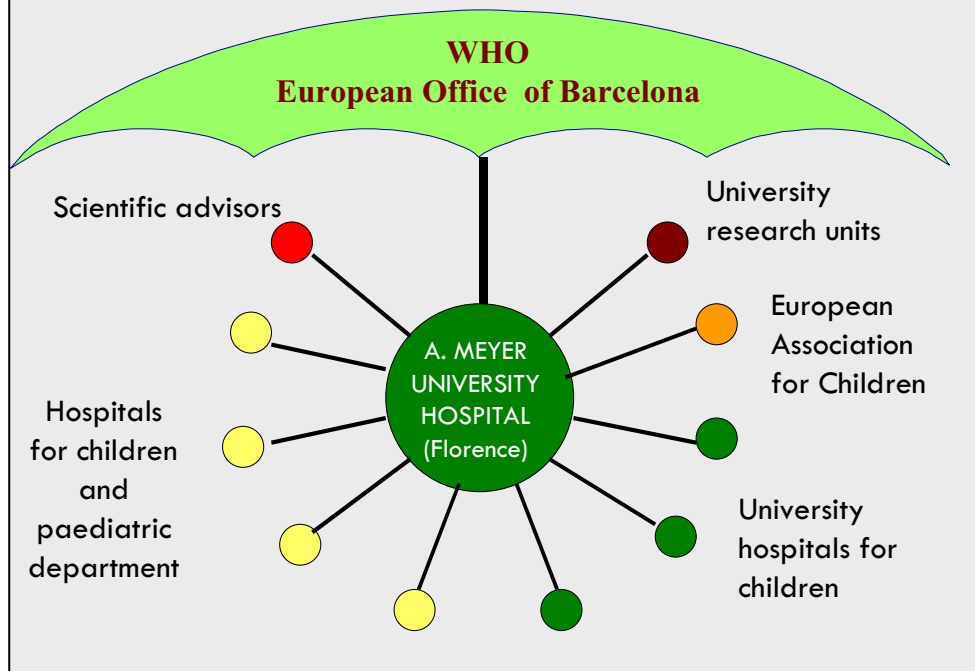 WHO
European Office of Barcelona
Scientific advisors
University
research units
European
Association
for Children
A. MEYER
UNIVERSITY
HOSPITAL
(Florence)
Hospitals
for children
and
paediatric
department
University
hospitals for
children